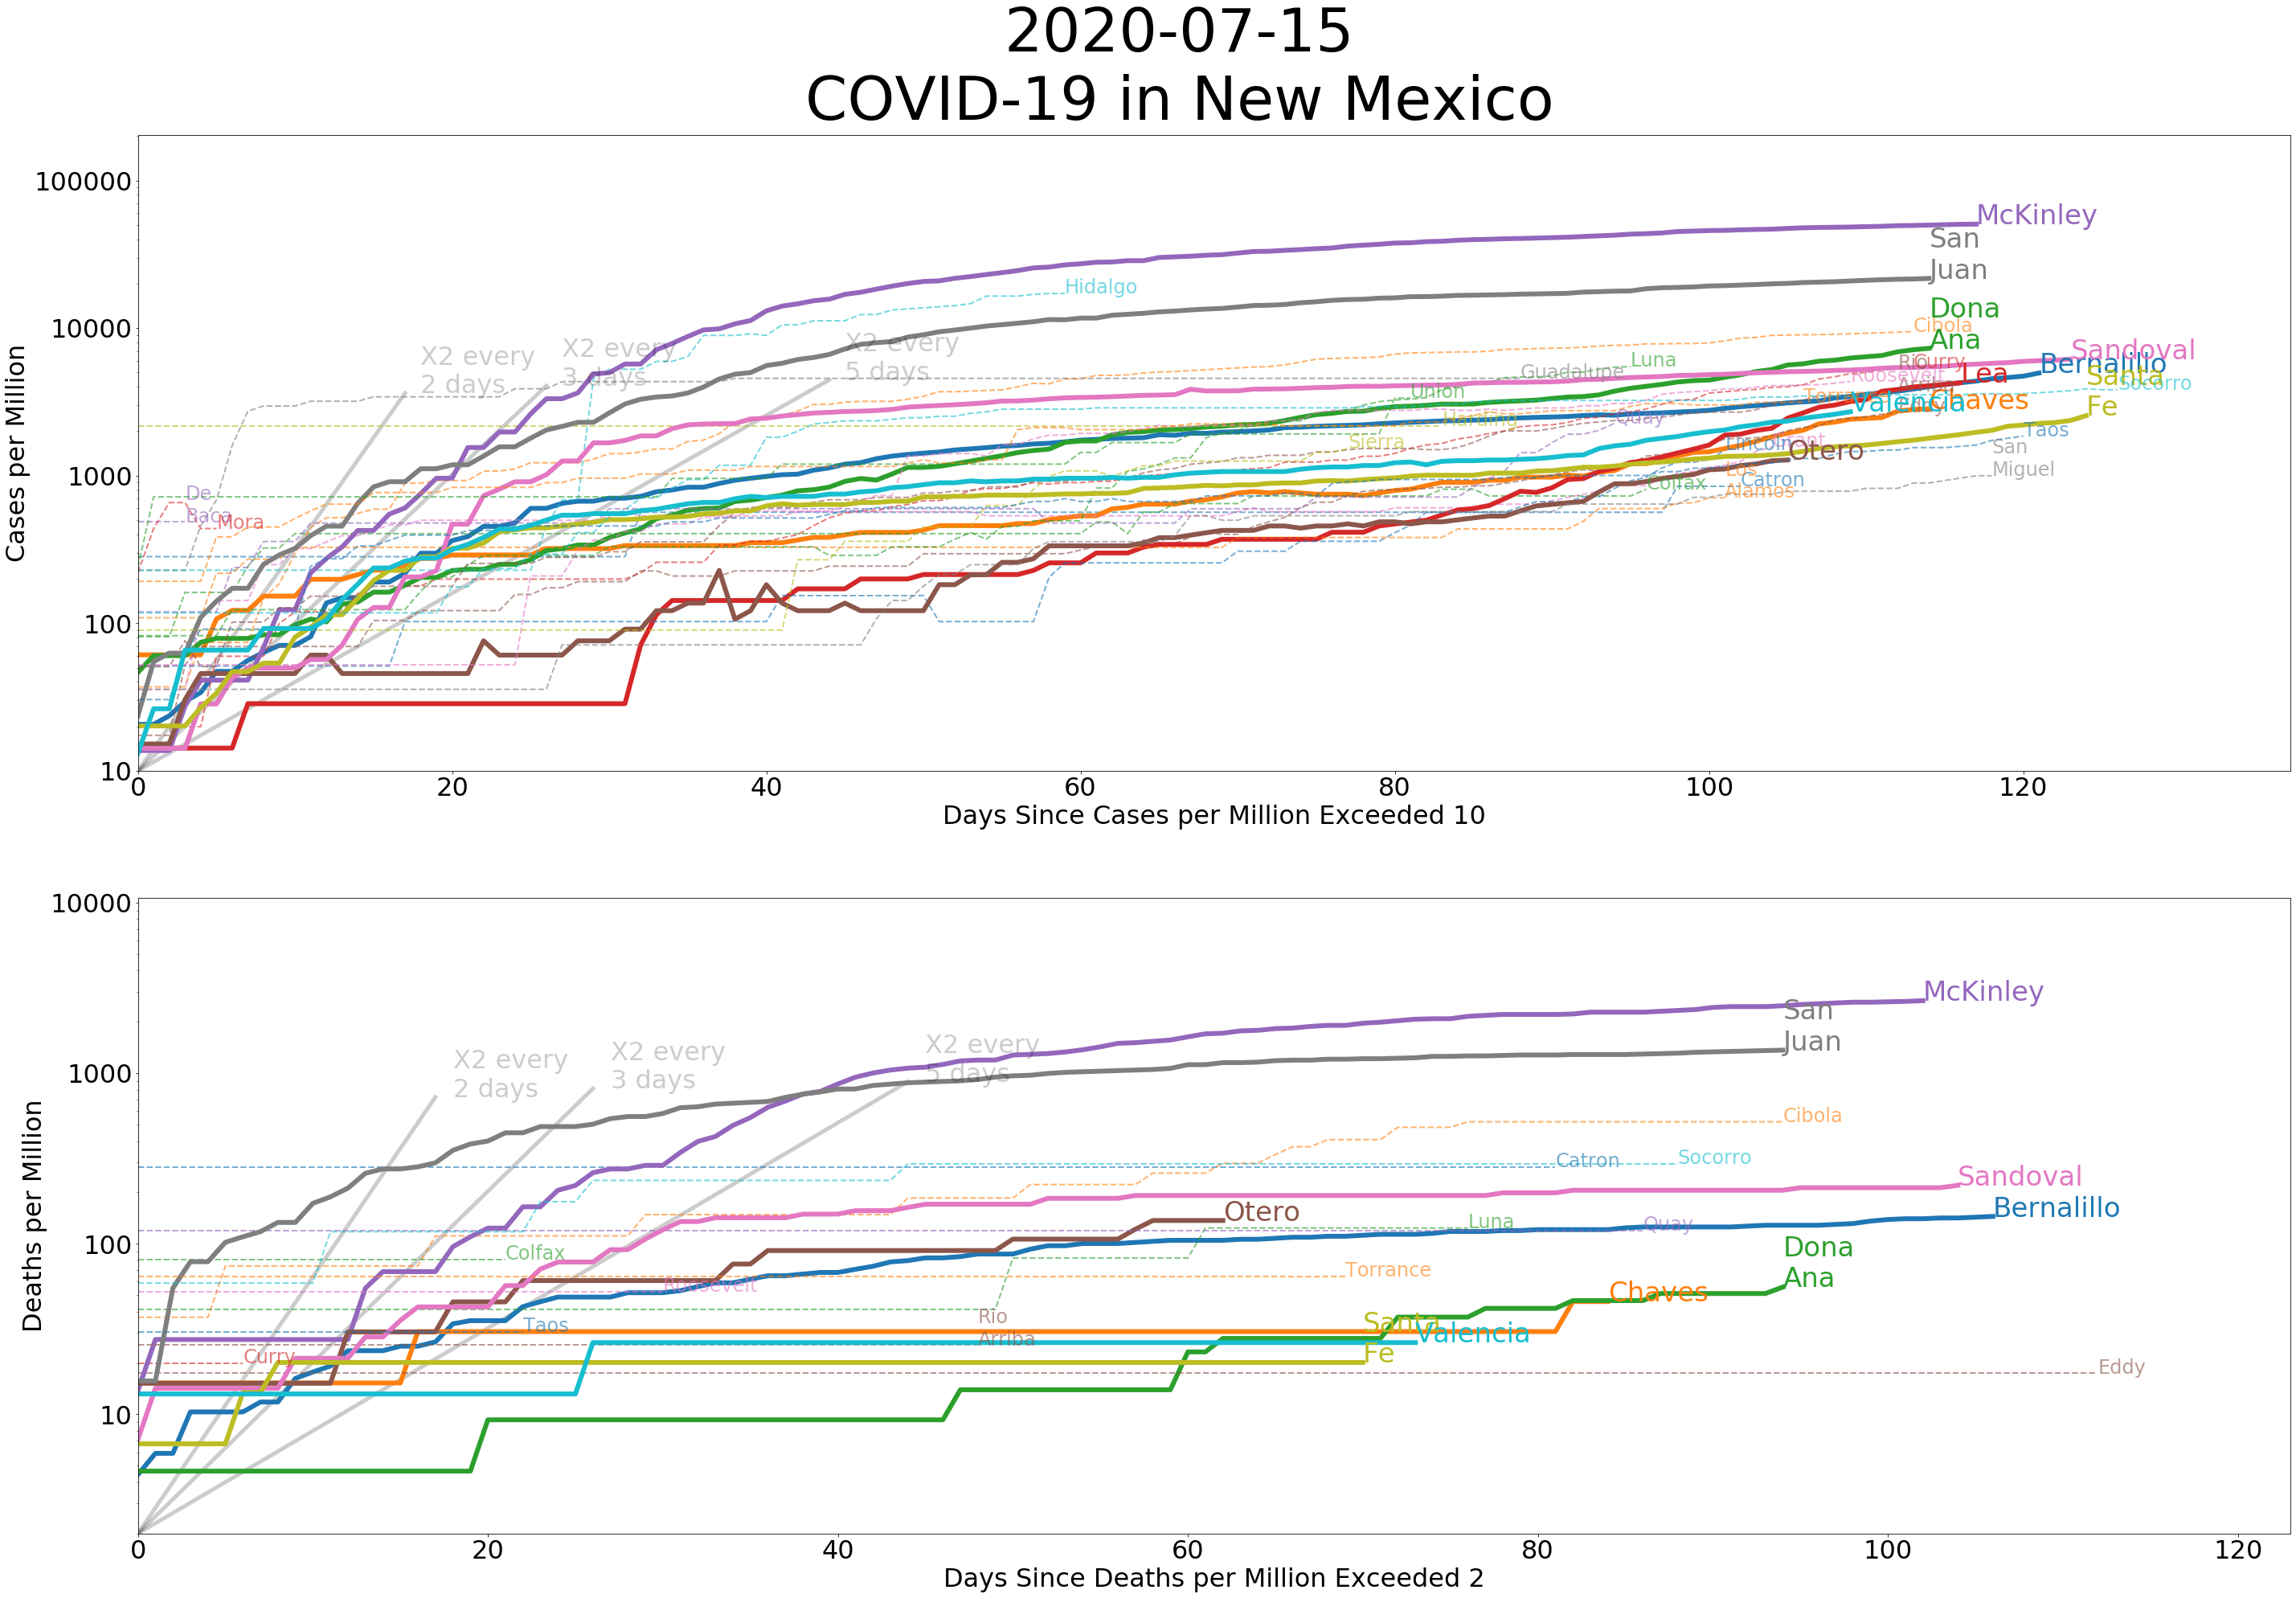 2020-07-15
COVID-19 in New Mexico
Cases per Million
100000
10000
1000
100
10
McKinley
San
Juan
Hidalgo
Dona
Ana
Cibola
X2 every
2 days
X2 every
3 days
X2 every
5 days
Sandoval
Bernalillo
Luna
Rio
Arriba
Curry
Guadalupe
Roosevelt
Lea
Santa
Fe
Socorro
Union
Torrance
Chaves
Valencia
Eddy
Harding
Quay
Sierra
Lincoln
Grant
Otero
Taos
San
Miguel
Los
Alamos
Catron
Colfax
De
Baca
Mora
0
20
40
60
80
100
120
Days Since Cases per Million Exceeded 10
Deaths per Million
10000
1000
100
10
McKinley
San
Juan
X2 every
2 days
X2 every
3 days
X2 every
5 days
Cibola
Catron
Socorro
Sandoval
Bernalillo
Otero
Luna
Quay
Colfax
Dona
Ana
Torrance
Roosevelt
Chaves
Taos
Rio
Arriba
Santa
Fe
Valencia
Curry
Eddy
0
20
40
60
80
100
120
Days Since Deaths per Million Exceeded 2